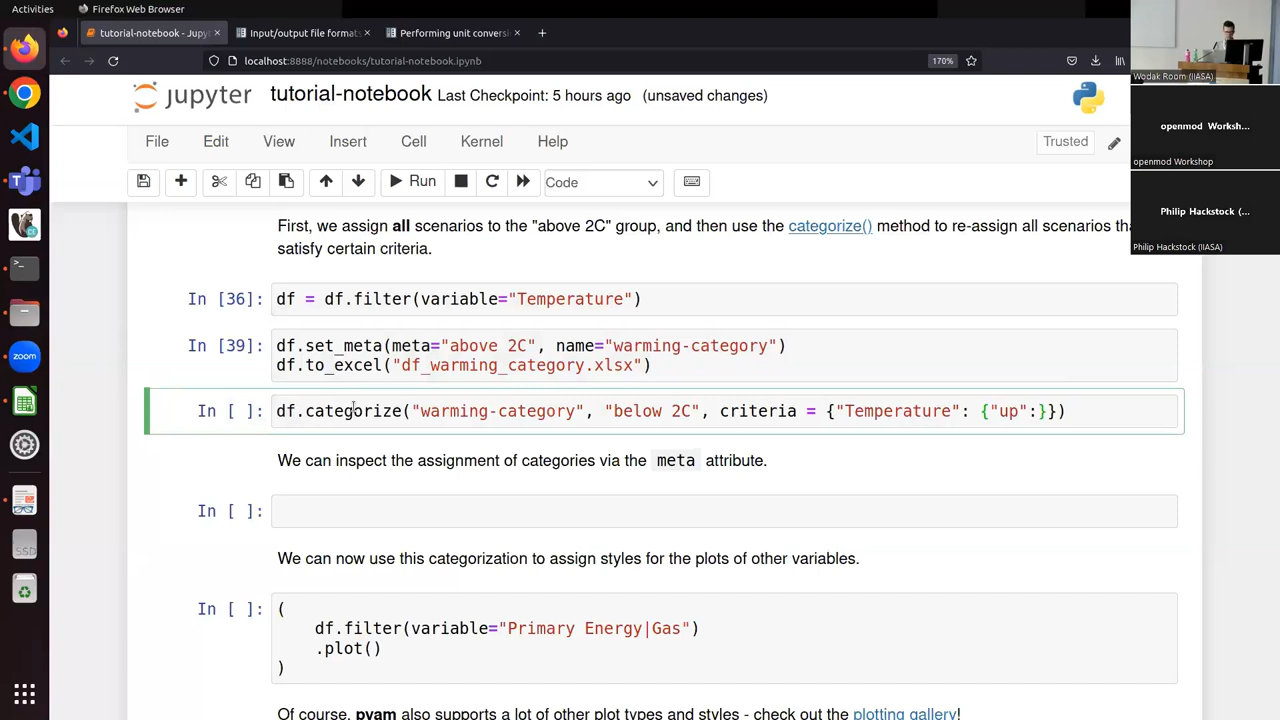 Activities
Firefox Web Browser
tutorial-notebook - Jupy
Input/output file formats
Performing unit conversi
localhost:8888/notebooks/tutorial-notebook.ipynb
170%
jupyter
tutorial-notebook Last Checkpoint: 5 hours ago (unsaved changes)
File Edit View Insert Cell Kernel Help
Trusted
Run
Code
First, we assign all scenarios to the "above 2C" group, and then use the categorize() method to re-assign all scenarios tha
satisfy certain criteria.
In [36]: df = df.filter(variable="Temperature")
In [39]: df.set_meta(meta="above 2C", name="warming-category")
df.to_excel("df_warming_category.xlsx")
In [ ]: df.categorize("warming-category", "below 2C", criteria = {"Temperature": {"up":}})
We can inspect the assignment of categories via the meta attribute.
In [ ]:
We can now use this categorization to assign styles for the plots of other variables.
In [ ]: (
df.filter(variable="Primary Energy|Gas")
.plot()
)
Of course, pyam also supports a lot of other plot types and styles - check out the plotting gallery!
Wodak Room (IIASA)
openmod Worksh...
openmod Workshop
Philip Hackstock (...
Philip Hackstock (IIASA)
zoom
SSD